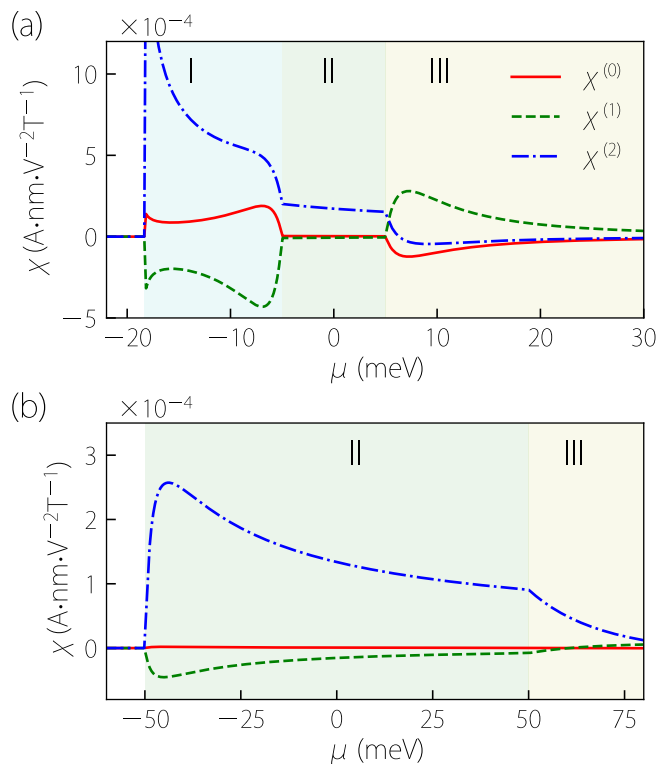 (a)
×10⁻⁴
I II III
χ⁽⁰⁾
χ⁽¹⁾
χ⁽²⁾
10
5
0
−5
χ (A•nm•V⁻²T⁻¹)
−20 −10 0 10 20 30
μ (meV)
(b)
×10⁻⁴
II III
3
2
1
0
χ (A•nm•V⁻²T⁻¹)
−50 −25 0 25 50 75
μ (meV)